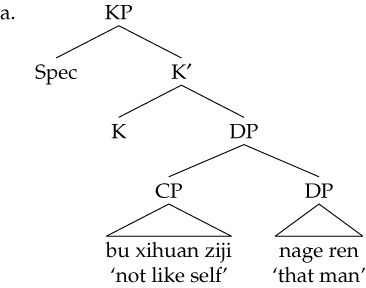 a.
KP
Spec K′
K DP
CP DP
bu xihuan ziji nage ren
‘not like self’ ‘that man’